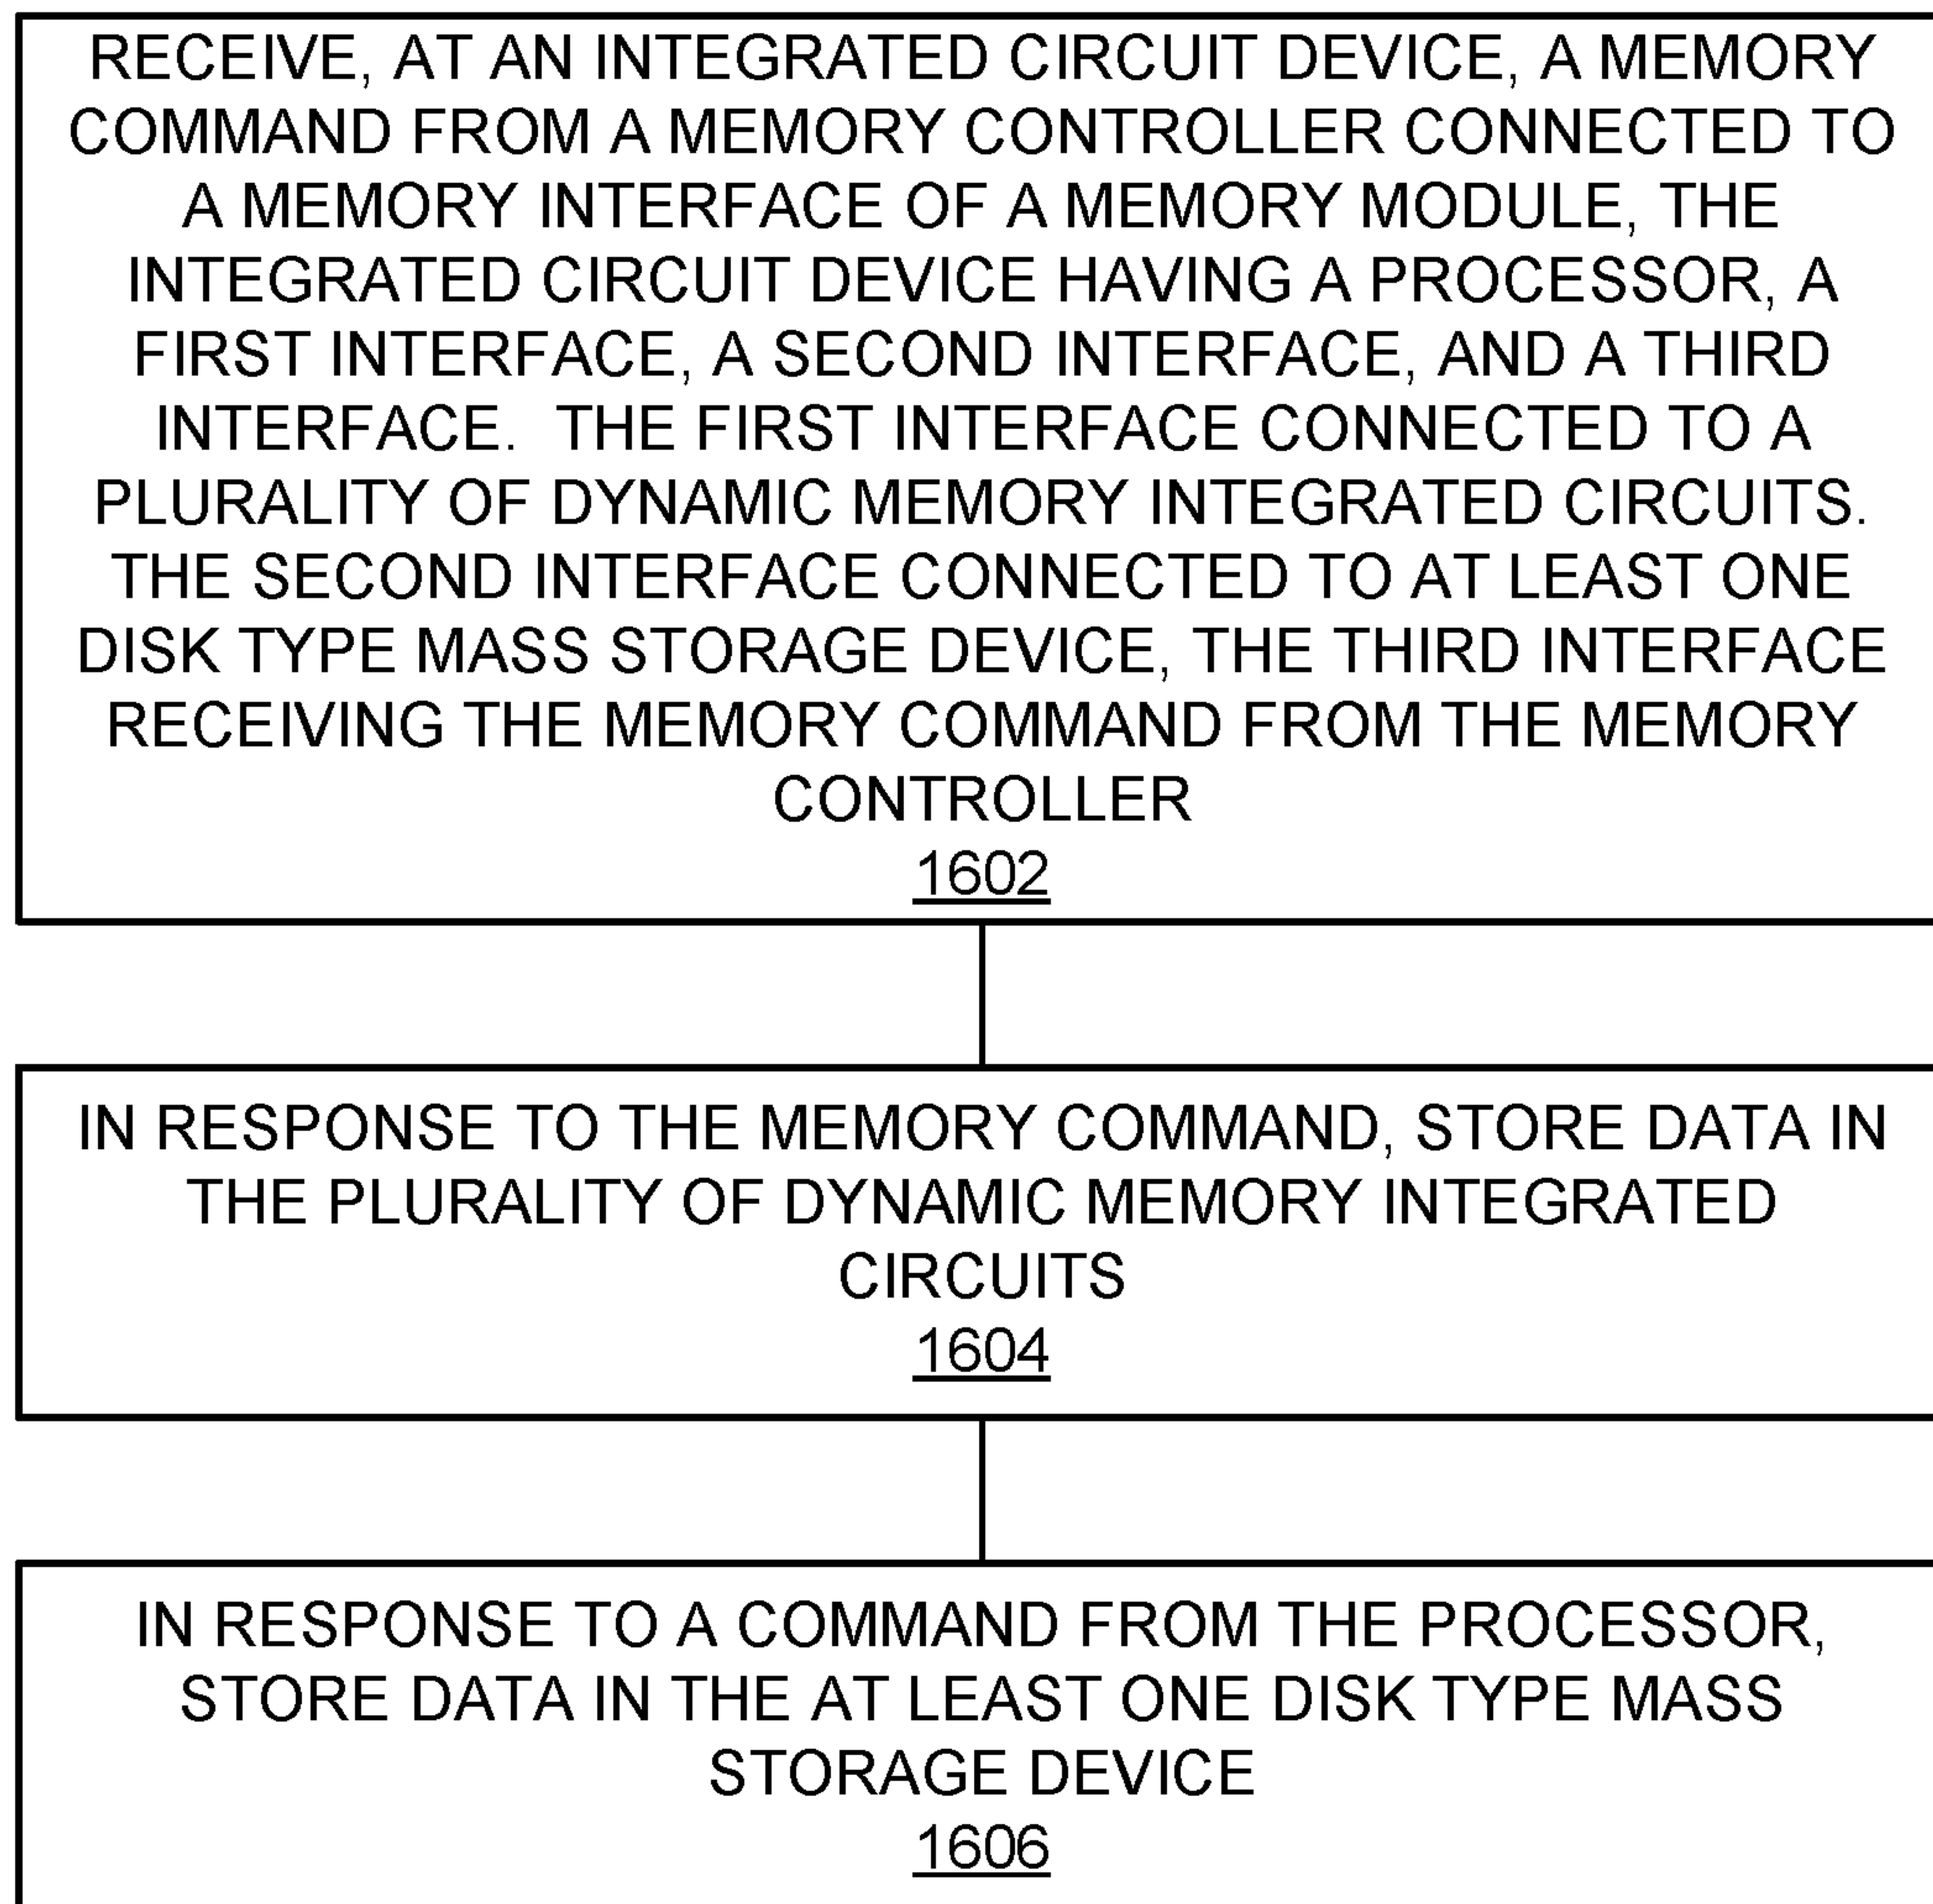 RECEIVE, AT AN INTEGRATED CIRCUIT DEVICE, A MEMORY
COMMAND FROM A MEMORY CONTROLLER CONNECTED TO
A MEMORY INTERFACE OF A MEMORY MODULE, THE
INTEGRATED CIRCUIT DEVICE HAVING A PROCESSOR, A
FIRST INTERFACE, A SECOND INTERFACE, AND A THIRD
INTERFACE.  THE FIRST INTERFACE CONNECTED TO A
PLURALITY OF DYNAMIC MEMORY INTEGRATED CIRCUITS.
THE SECOND INTERFACE CONNECTED TO AT LEAST ONE
DISK TYPE MASS STORAGE DEVICE, THE THIRD INTERFACE
RECEIVING THE MEMORY COMMAND FROM THE MEMORY
CONTROLLER
1602
IN RESPONSE TO THE MEMORY COMMAND, STORE DATA IN
THE PLURALITY OF DYNAMIC MEMORY INTEGRATED
CIRCUITS
1604
IN RESPONSE TO A COMMAND FROM THE PROCESSOR,
STORE DATA IN THE AT LEAST ONE DISK TYPE MASS
STORAGE DEVICE
1606